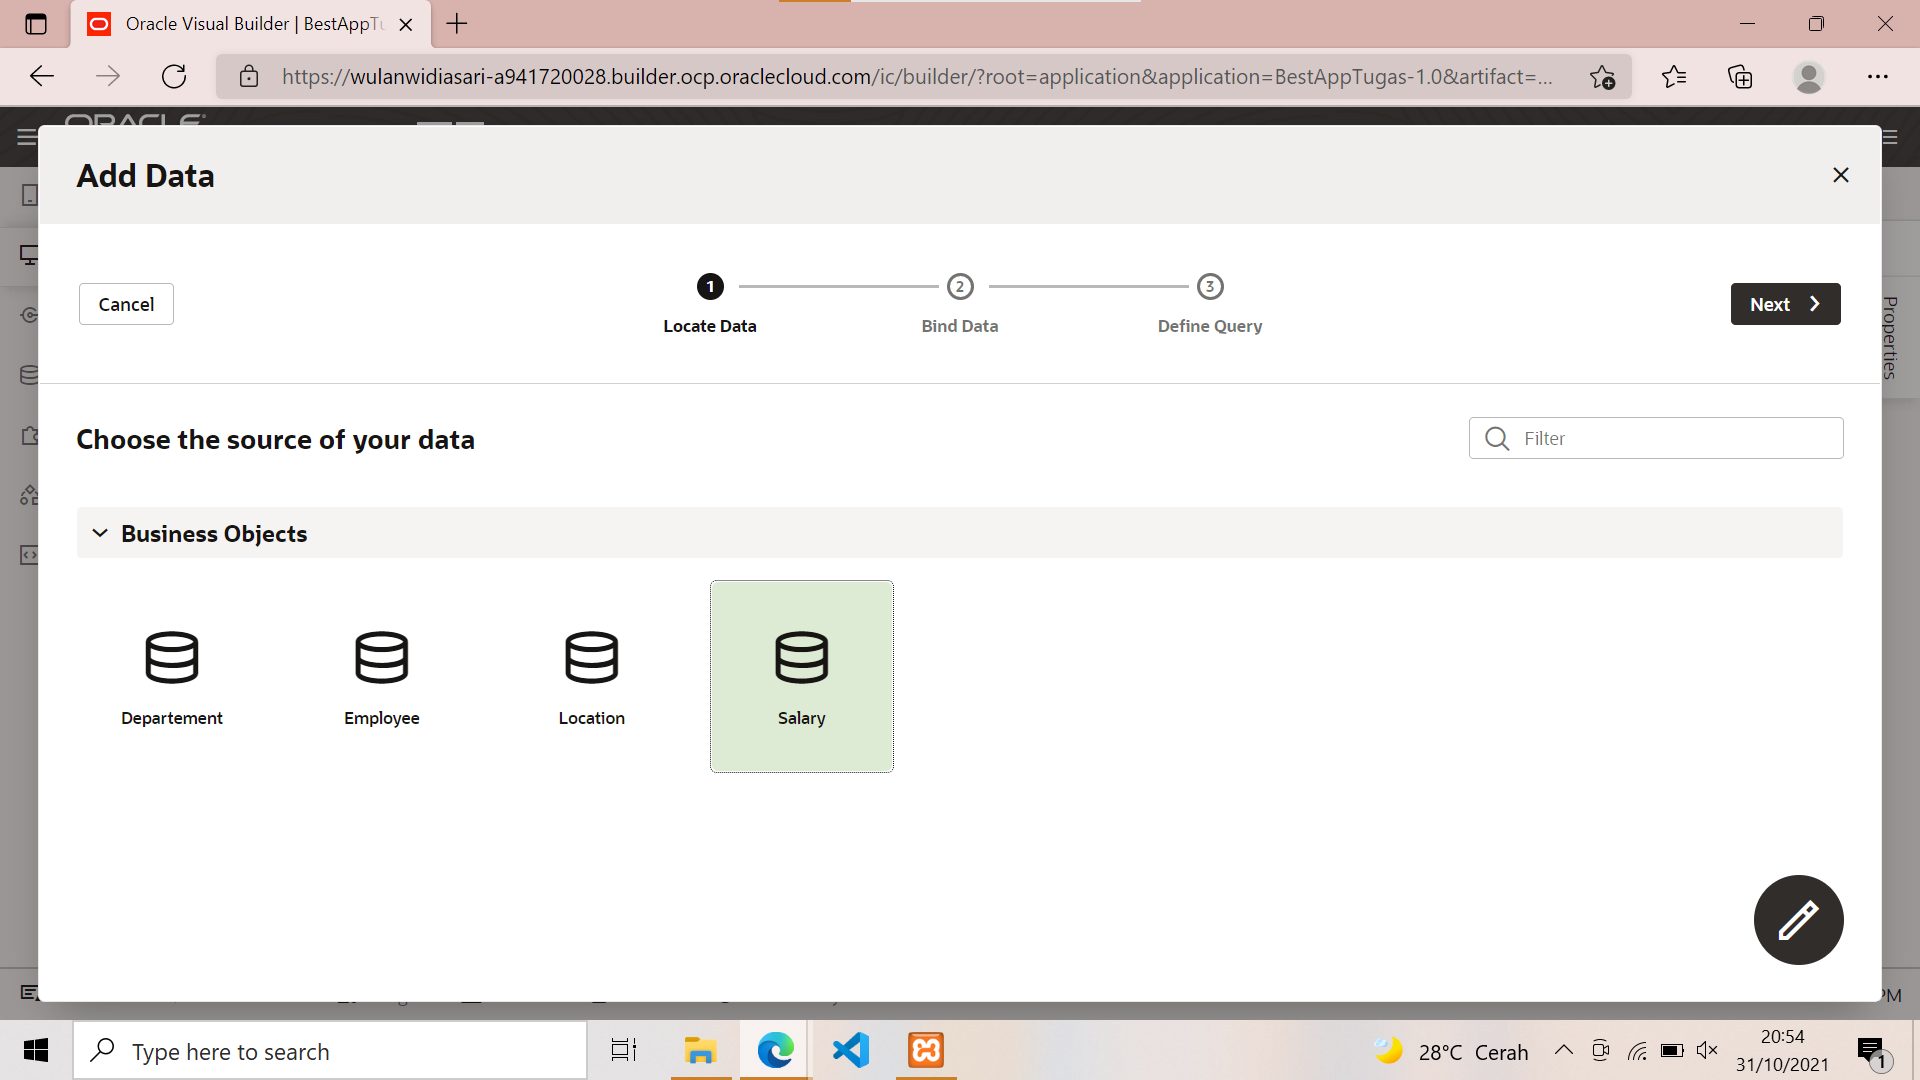 Oracle Visual Builder | BestAppTu
https://wulanwidiasari-a941720028.builder.ocp.oraclecloud.com/ic/builder/?root=application&application=BestAppTugas-1.0&artifact=...
ORACLE
Add Data
Cancel
1
2
3
Locate Data
Bind Data
Define Query
Next
Properties
Choose the source of your data
Filter
Business Objects
Departement
Employee
Location
Salary
PM
Type here to search
28°C Cerah
20:54
31/10/2021
1